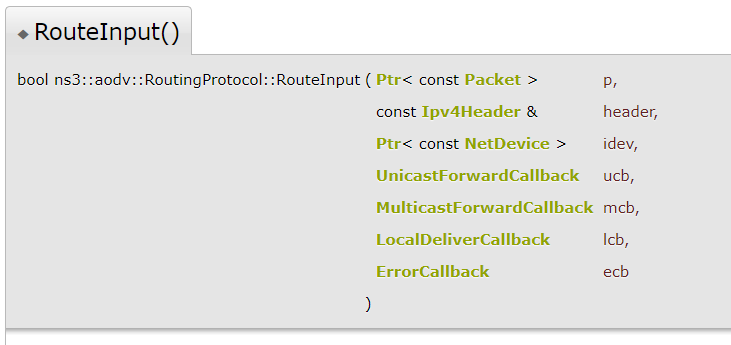 ◆ RouteInput()
bool ns3::aodv::RoutingProtocol::RouteInput ( Ptr< const Packet > p,
const Ipv4Header & header,
Ptr< const NetDevice > idev,
UnicastForwardCallback ucb,
MulticastForwardCallback mcb,
LocalDeliverCallback lcb,
ErrorCallback ecb
)